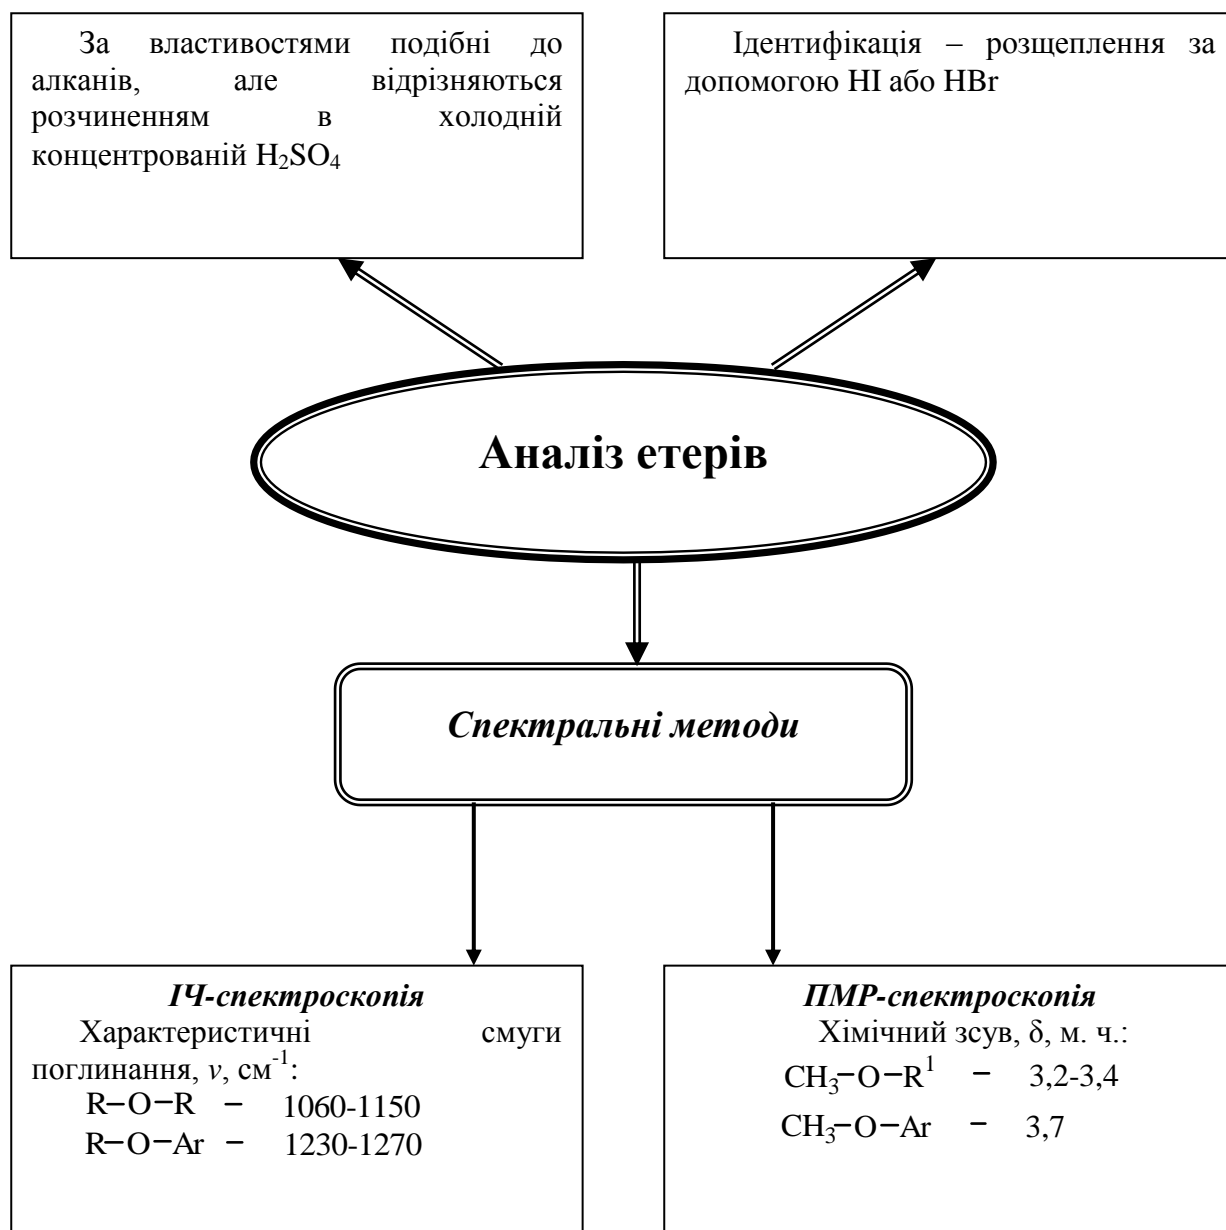 За властивостями подібні до
алканів, але відрізняються
розчиненням в холодній
концентрованій H₂SO₄
Ідентифікація – розщеплення за
допомогою HI або HBr
Аналіз етерів
Спектральні методи
ІЧ-спектроскопія
Характеристичні смуги
поглинання, ν, см⁻¹:
R–O–R – 1060-1150
R–O–Ar – 1230-1270
ПМР-спектроскопія
Хімічний зсув, δ, м. ч.:
CH₃–O–R¹ – 3,2-3,4
CH₃–O–Ar – 3,7